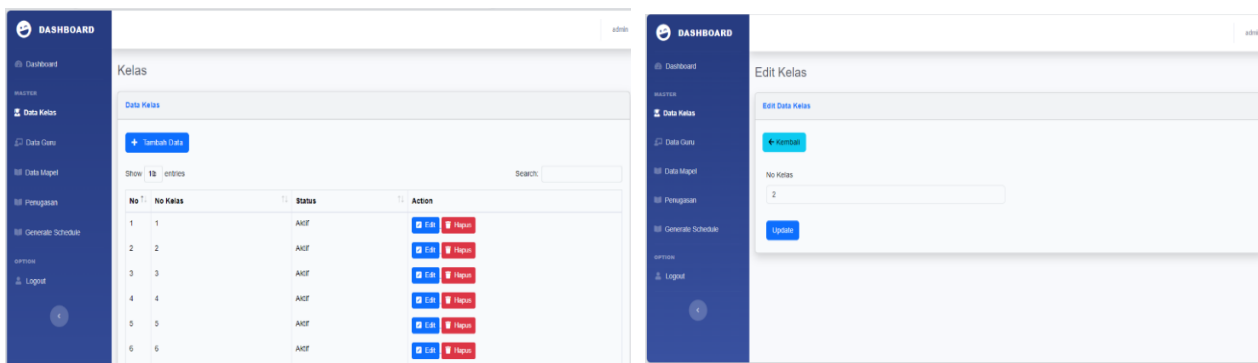 DASHBOARD
admin
Dashboard
MASTER
Data Kelas
Data Guru
Data Mapel
Penugasan
Generate Schedule
OPTION
Logout
Kelas
Data Kelas
+ Tambah Data
Show 10 entries
Search:
No No Kelas Status Action
1 1 Aktif Edit Hapus
2 2 Aktif Edit Hapus
3 3 Aktif Edit Hapus
4 4 Aktif Edit Hapus
5 5 Aktif Edit Hapus
6 6 Aktif Edit Hapus
DASHBOARD
Dashboard
MASTER
Data Kelas
Data Guru
Data Mapel
Penugasan
Generate Schedule
OPTION
Logout
Edit Kelas
Edit Data Kelas
Kembali
No Kelas
2
Update